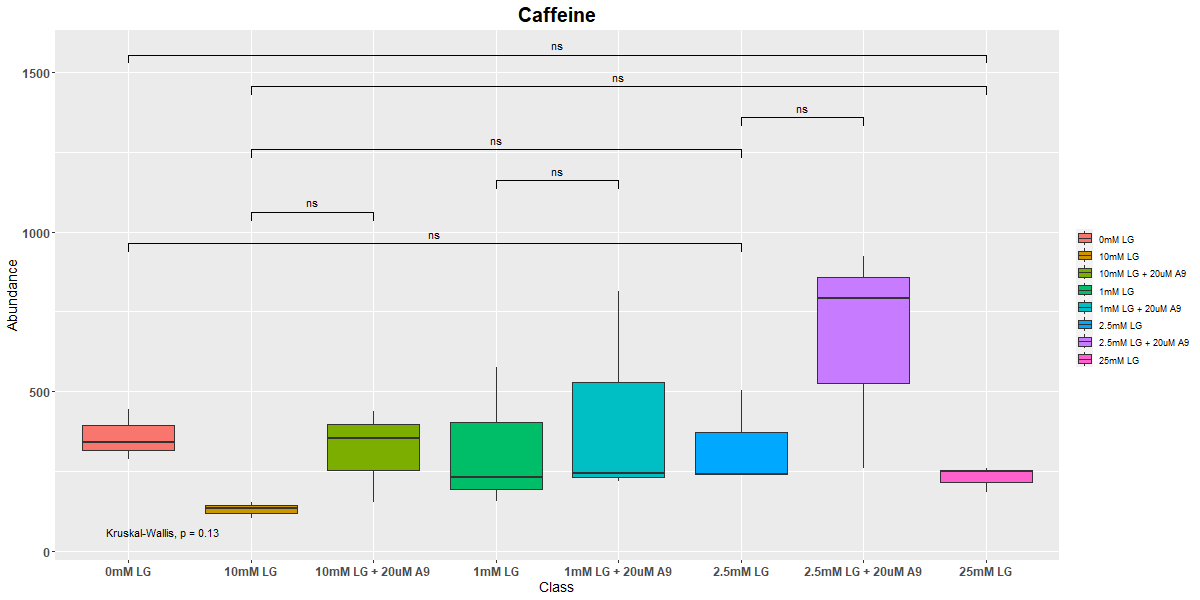 Caffeine
ns
ns
ns
ns
ns
ns
ns
1500
1000
500
0
Abundance
Kruskal-Wallis, p = 0.13
0mM LG
10mM LG
10mM LG + 20uM A9
1mM LG
1mM LG + 20uM A9
2.5mM LG
2.5mM LG + 20uM A9
25mM LG
Class
0mM LG
10mM LG
10mM LG + 20uM A9
1mM LG
1mM LG + 20uM A9
2.5mM LG
2.5mM LG + 20uM A9
25mM LG